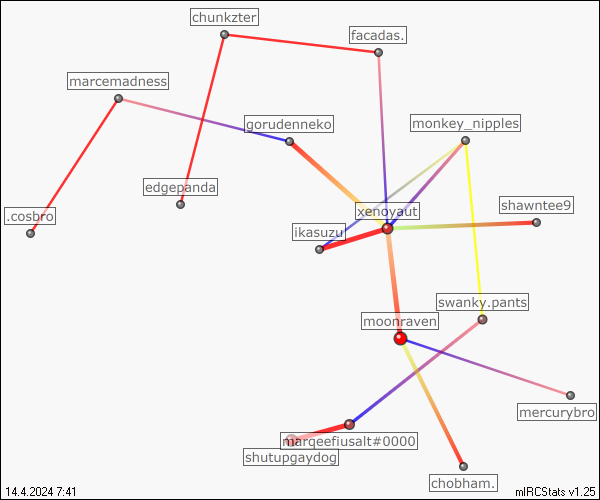 chunkzter
facadas.
marcemadness
gorudenneko
monkey_nipples
edgepanda
.cosbro
xenoyaut
shawntee9
ikasuzu
swanky.pants
moonraven
mercurybro
marqeefiusalt#0000
shutupgaydog
chobham.
14.4.2024 7:41
mIRCStats v1.25